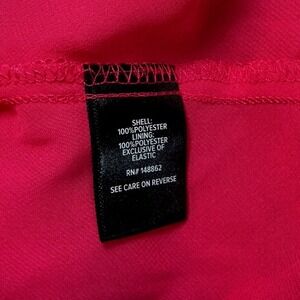 SHELL:
100%POLYESTER
LINING:
100%POLYESTER
EXCLUSIVE OF
ELASTIC
RN# 148862
SEE CARE ON REVERSE